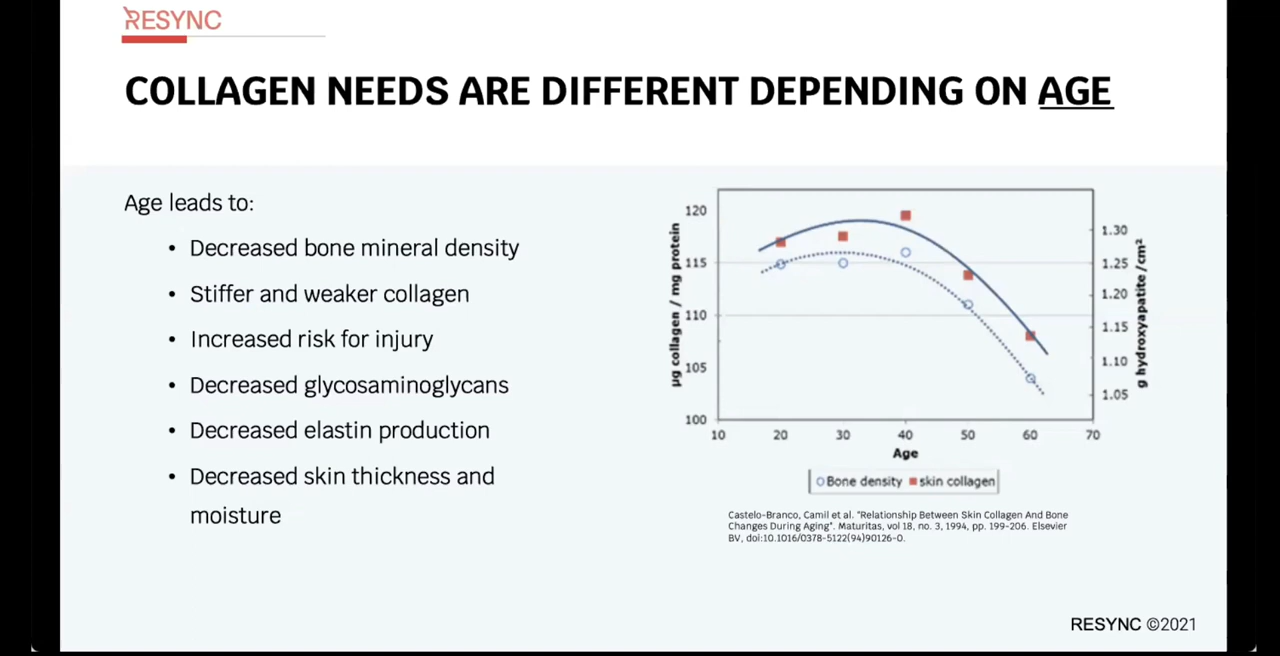 RESYNC
COLLAGEN NEEDS ARE DIFFERENT DEPENDING ON AGE
Age leads to:
• Decreased bone mineral density
• Stiffer and weaker collagen
• Increased risk for injury
• Decreased glycosaminoglycans
• Decreased elastin production
• Decreased skin thickness and
moisture
µg collagen / mg protein
120
115
110
105
100
10 20 30 40 50 60 70
Age
1.30
1.25
1.20
1.15
1.10
1.05
g hydroxyapatite /cm²
Bone density skin collagen
Castelo-Branco, Camil et al. "Relationship Between Skin Collagen And Bone
Changes During Aging". Maturitas, vol 18, no. 3, 1994, pp. 199-206. Elsevier
BV, doi:10.1016/0378-5122(94)90126-0.
RESYNC ©2021